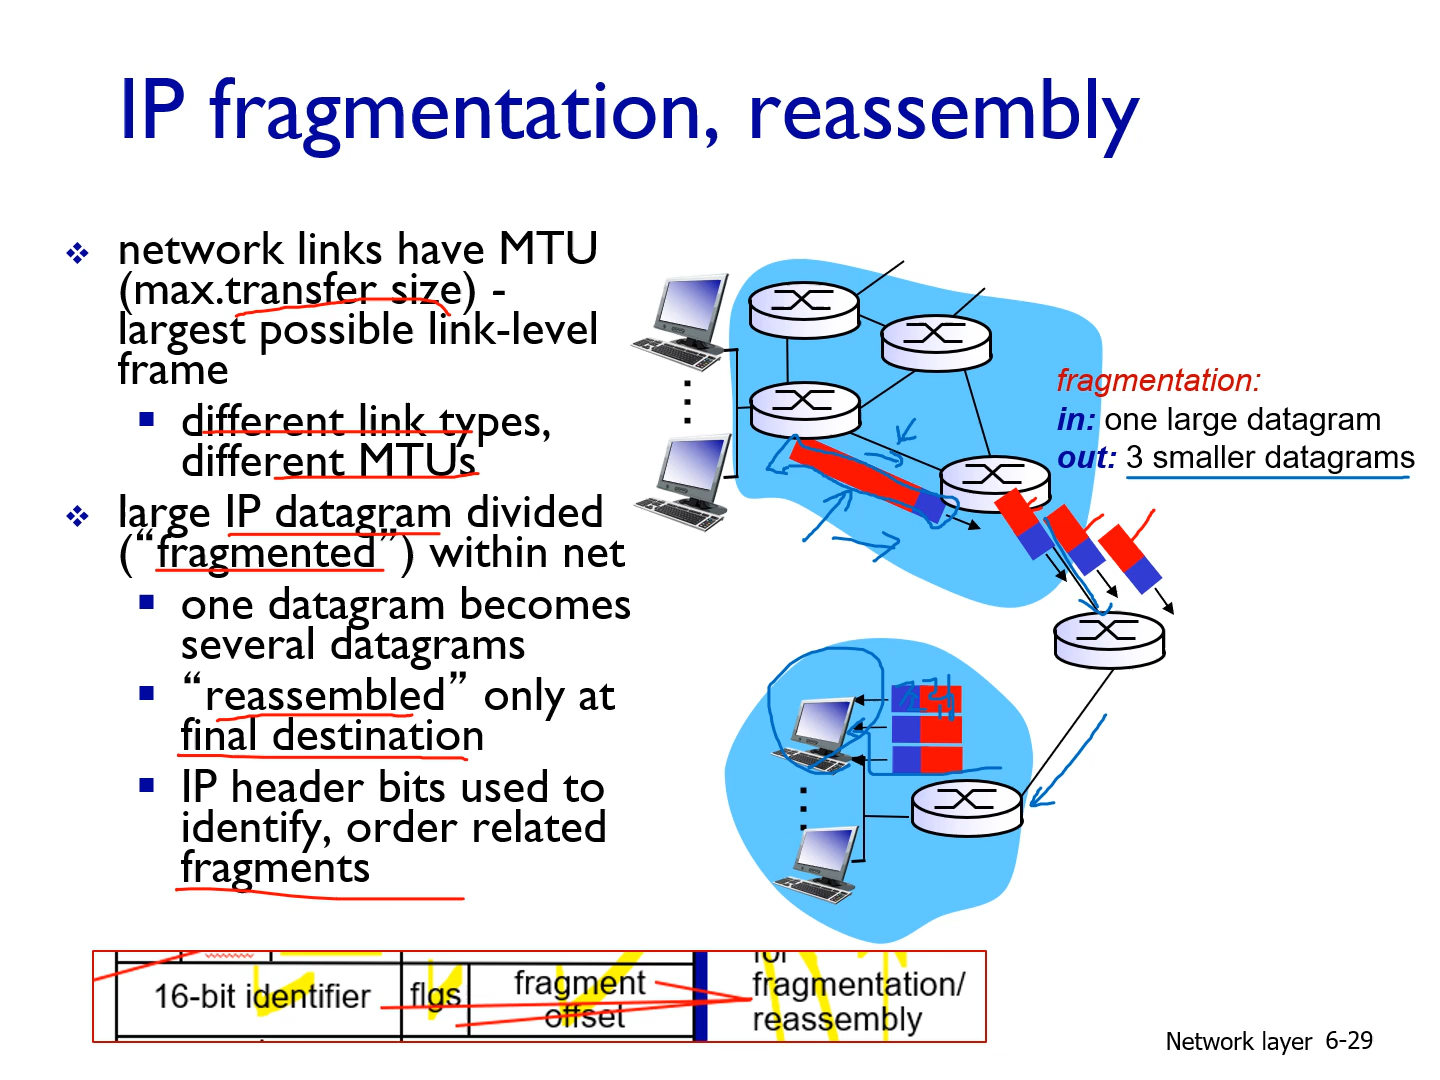 IP fragmentation, reassembly
network links have MTU
(max.transfer size) -
largest possible link-level
frame
different link types,
different MTUs
large IP datagram divided
(“fragmented”) within net
one datagram becomes
several datagrams
“reassembled” only at
final destination
IP header bits used to
identify, order related
fragments
fragmentation:
in: one large datagram
out: 3 smaller datagrams
16-bit identifier
flgs
fragment
offset
for
fragmentation/
reassembly
Network layer 6-29